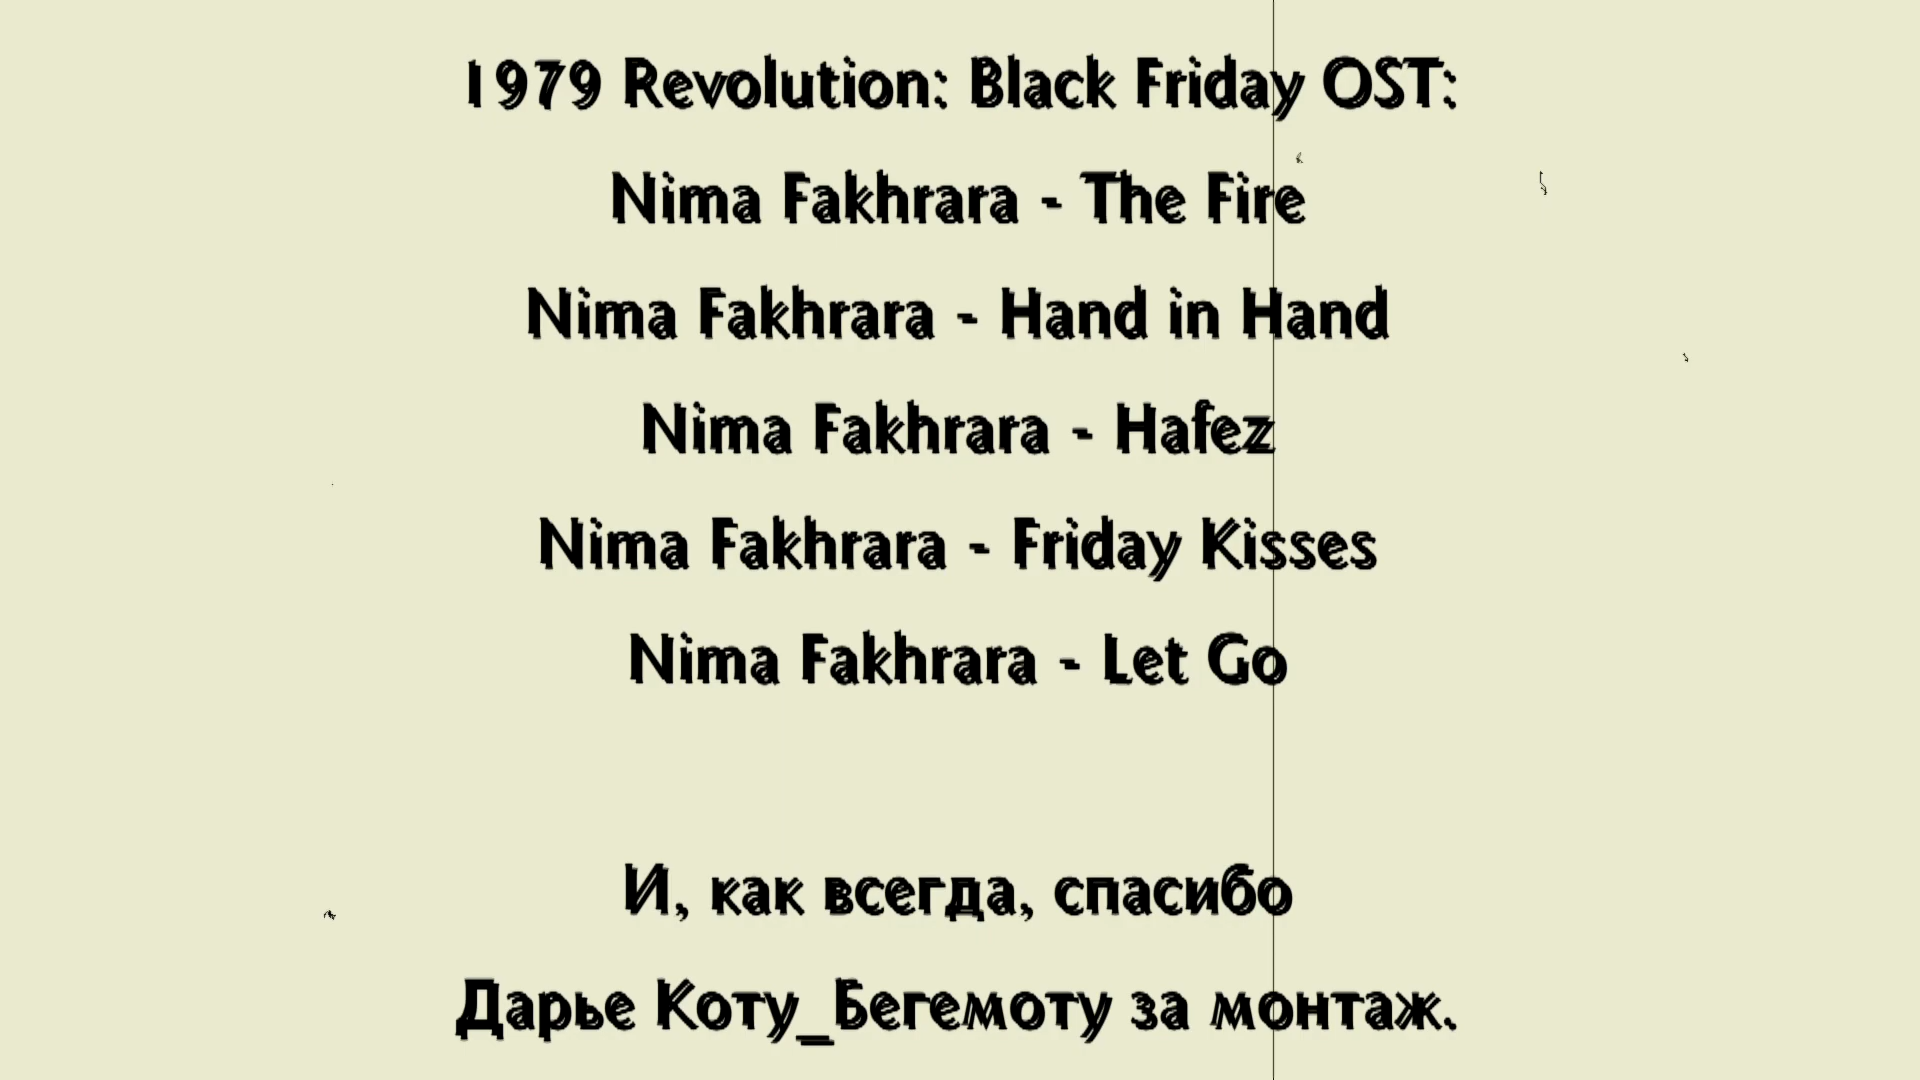 1979 Revolution: Black Friday OST:
Nima Fakhrara - The Fire
Nima Fakhrara - Hand in Hand
Nima Fakhrara - Hafez
Nima Fakhrara - Friday Kisses
Nima Fakhrara - Let Go
И, как всегда, спасибо
Дарье Коту_Бегемоту за монтаж.